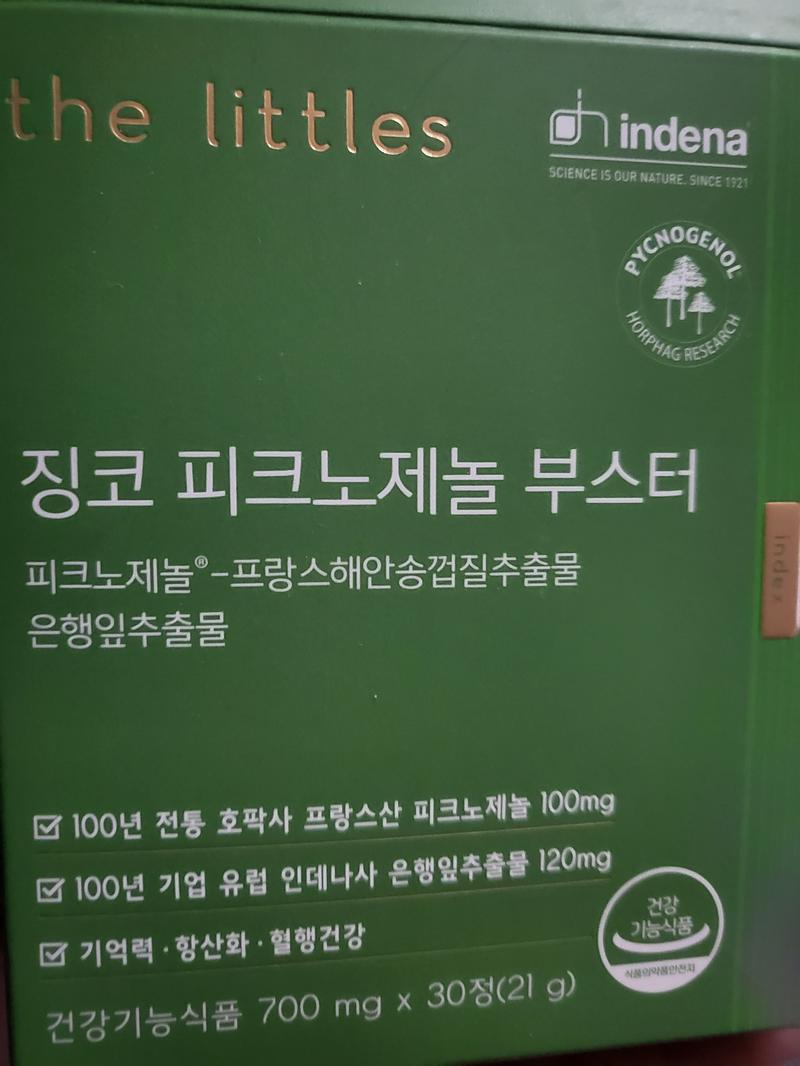 the littles
indena
SCIENCE IS OUR NATURE. SINCE 1921
PYCNOGENOL
HORPHAG RESEARCH
징코 피크노제놀 부스터
피크노제놀®-프랑스해안송껍질추출물
은행잎추출물
index
100년 전통 호팍사 프랑스산 피크노제놀 100mg
100년 기업 유럽 인데나사 은행잎추출물 120mg
기억력·항산화·혈행건강
건강
기능식품
식품의약품안전처
건강기능식품 700 mg x 30정(21 g)